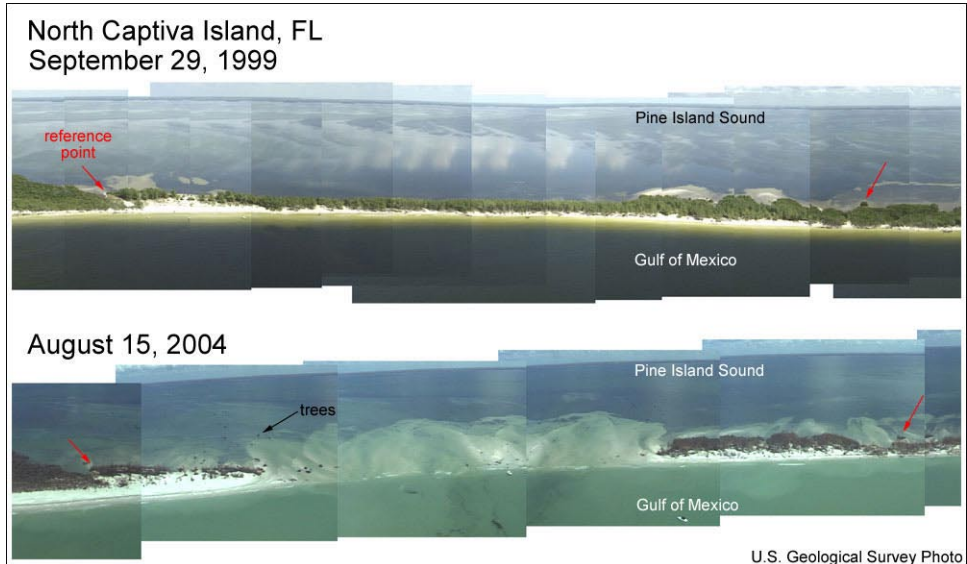 North Captiva Island, FL
September 29, 1999
Pine Island Sound
reference
point
Gulf of Mexico
August 15, 2004
Pine Island Sound
trees
Gulf of Mexico
U.S. Geological Survey Photo